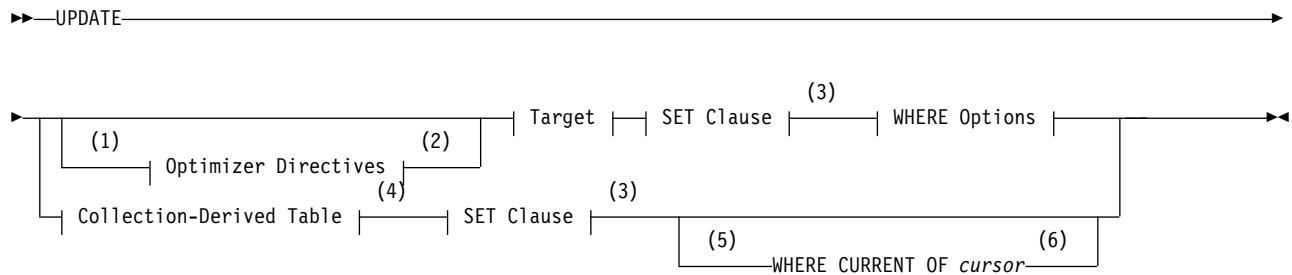 UPDATE
(3)
Target SET Clause WHERE Options
(1) (2)
Optimizer Directives
(4) (3)
Collection-Derived Table SET Clause
(5) (6)
WHERE CURRENT OF cursor